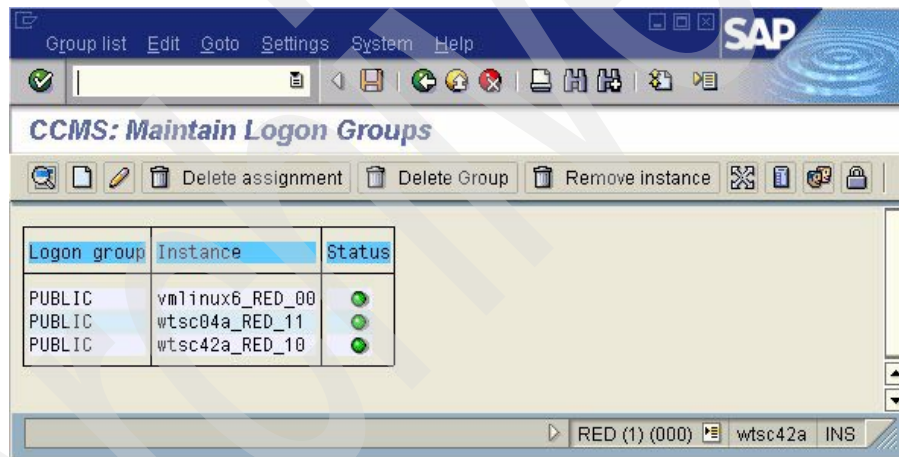 Group list Edit Goto Settings System Help
SAP
CCMS: Maintain Logon Groups
Delete assignment Delete Group Remove instance
Logon group Instance Status
PUBLIC vmlinux6_RED_00
PUBLIC wtsc04a_RED_11
PUBLIC wtsc42a_RED_10
RED (1) (000) wtsc42a INS